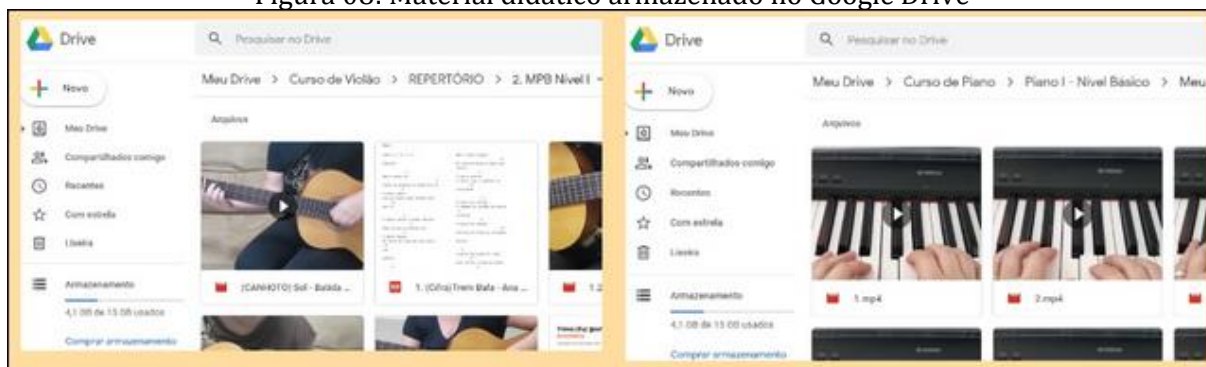 Figura 08: Material didático armazenado no Google Drive
Drive
Pesquisar no Drive
Novo
Meu Drive > Curso de Violão > REPERTÓRIO > 2. MPB Nível I
Arquivos
Meu Drive
Compartilhados comigo
Recentes
Com estrela
Lixeira
Armazenamento
4,1 GB de 15 GB usados
Comprar armazenamento
(CANHOTO) Sol - Balada ...
1. (Cifra)Trem Bala - Ana ...
1.2
Drive
Pesquisar no Drive
Novo
Meu Drive > Curso de Piano > Piano I - Nível Básico > Meu
Arquivos
Meu Drive
Compartilhados comigo
Recentes
Com estrela
Lixeira
Armazenamento
4,1 GB de 15 GB usados
Comprar armazenamento
1.mp4
2.mp4